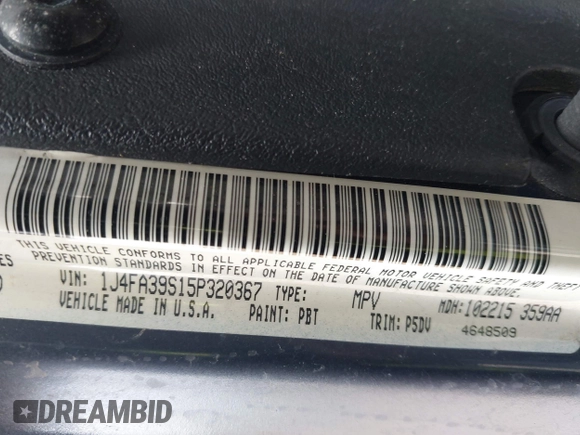 THIS VEHICLE CONFORMS TO ALL APPLICABLE FEDERAL MOTOR VEHICLE SAFETY AND THEFT
PREVENTION STANDARDS IN EFFECT ON THE DATE OF MANUFACTURE SHOWN ABOVE.
VIN: 1J4FA39S15P320367 TYPE: MPV MDH: 102215 359AA
VEHICLE MADE IN U.S.A. PAINT: PBT TRIM: P5DV 4648509
DREAMBID